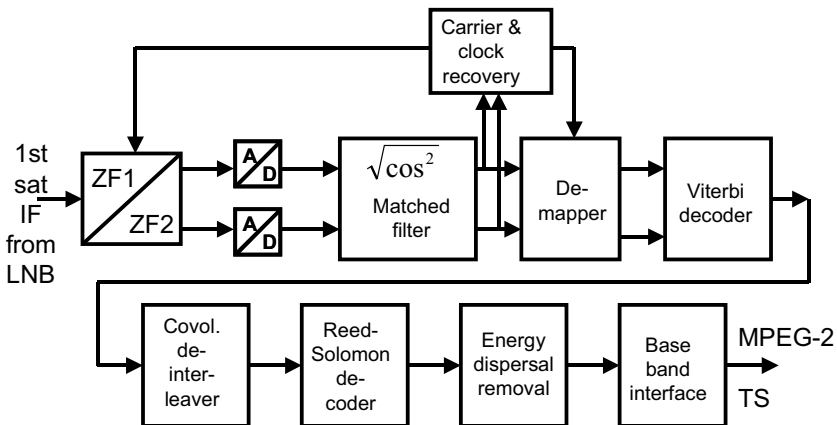 Carrier &
clock
recovery
1st
sat
IF
from
LNB
ZF1
ZF2
A
D
A
D
√cos²
Matched
filter
De-
mapper
Viterbi
decoder
Covol.
de-
inter-
leaver
Reed-
Solomon
de-
coder
Energy
dispersal
removal
Base
band
interface
MPEG-2
TS